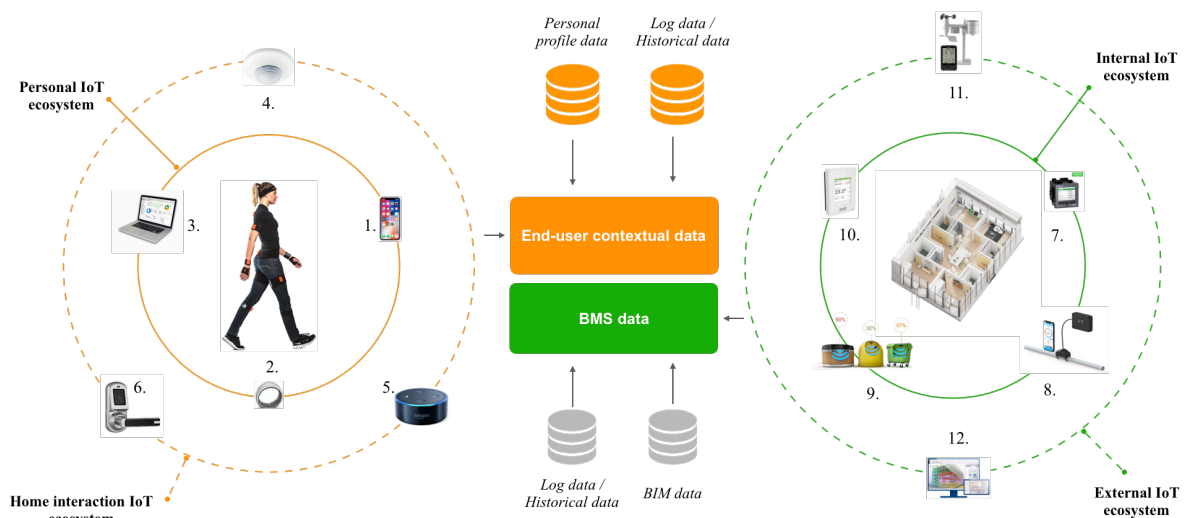 Personal
profile data
Log data /
Historical data
Personal IoT
ecosystem
Internal IoT
ecosystem
4.
11.
3.
1.
10.
7.
End-user contextual data
BMS data
2.
6.
5.
9.
8.
12.
Log data /
Historical data
BIM data
Home interaction IoT
ecosystem
External IoT
ecosystem